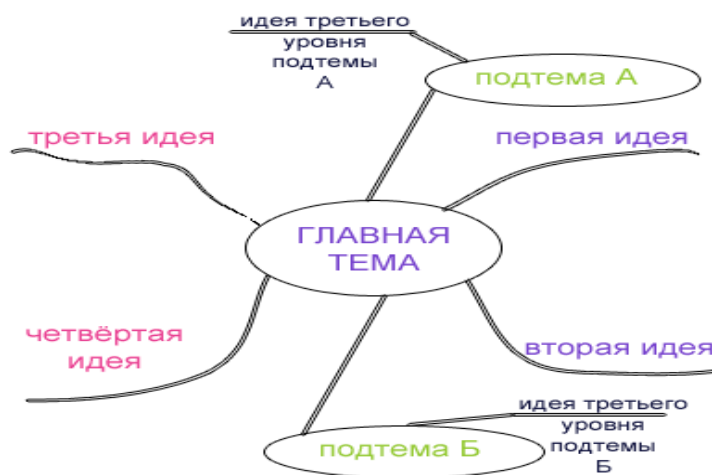 идея третьего
уровня
подтемы
А
подтема А
третья идея
первая идея
ГЛАВНАЯ
ТЕМА
четвёртая
идея
вторая идея
идея третьего
уровня
подтемы
Б
подтема Б